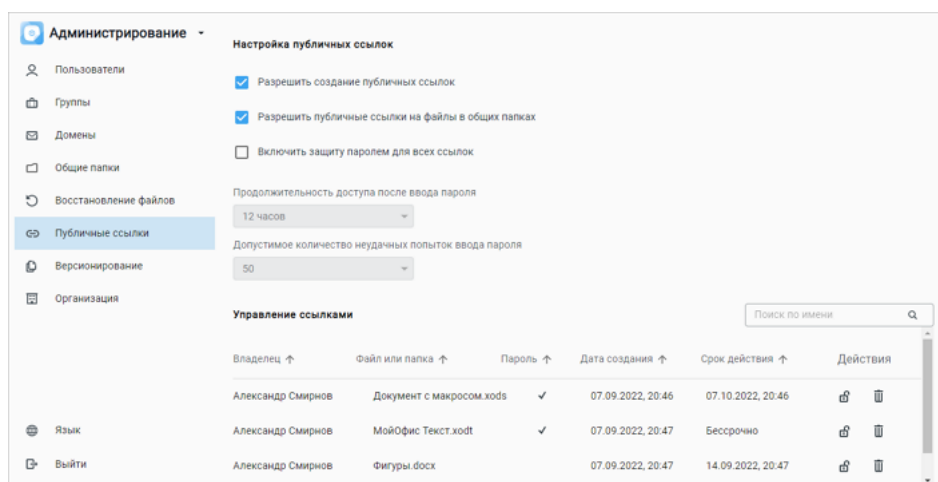 Администрирование
Пользователи
Группы
Домены
Общие папки
Восстановление файлов
Публичные ссылки
Версионирование
Организация
Язык
Выйти
Настройка публичных ссылок
Разрешить создание публичных ссылок
Разрешить публичные ссылки на файлы в общих папках
Включить защиту паролем для всех ссылок
Продолжительность доступа после ввода пароля
12 часов
Допустимое количество неудачных попыток ввода пароля
50
Управление ссылками
Поиск по имени
Владелец Файл или папка Пароль Дата создания Срок действия Действия
Александр Смирнов Документ с макросом.xods 07.09.2022, 20:46 07.10.2022, 20:46
Александр Смирнов МойОфис Текст.xodt 07.09.2022, 20:47 Бессрочно
Александр Смирнов Фигуры.docx 07.09.2022, 20:47 14.09.2022, 20:47